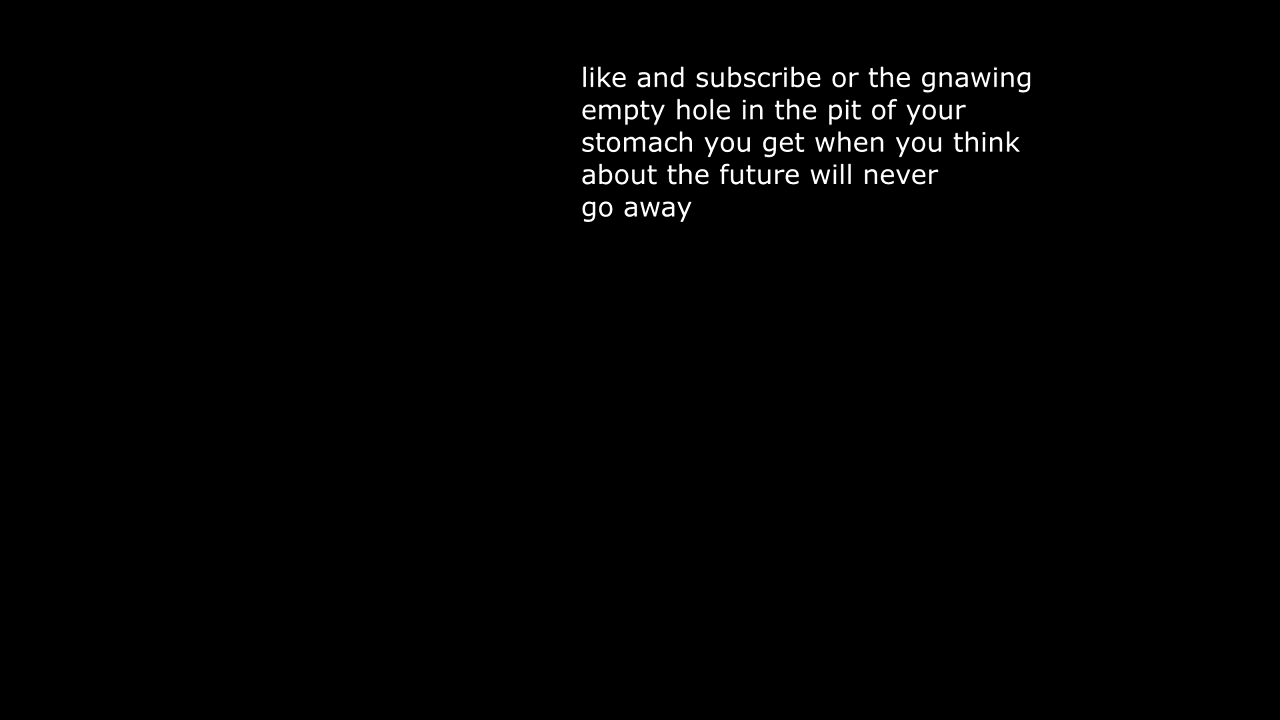 like and subscribe or the gnawing
empty hole in the pit of your
stomach you get when you think
about the future will never
go away